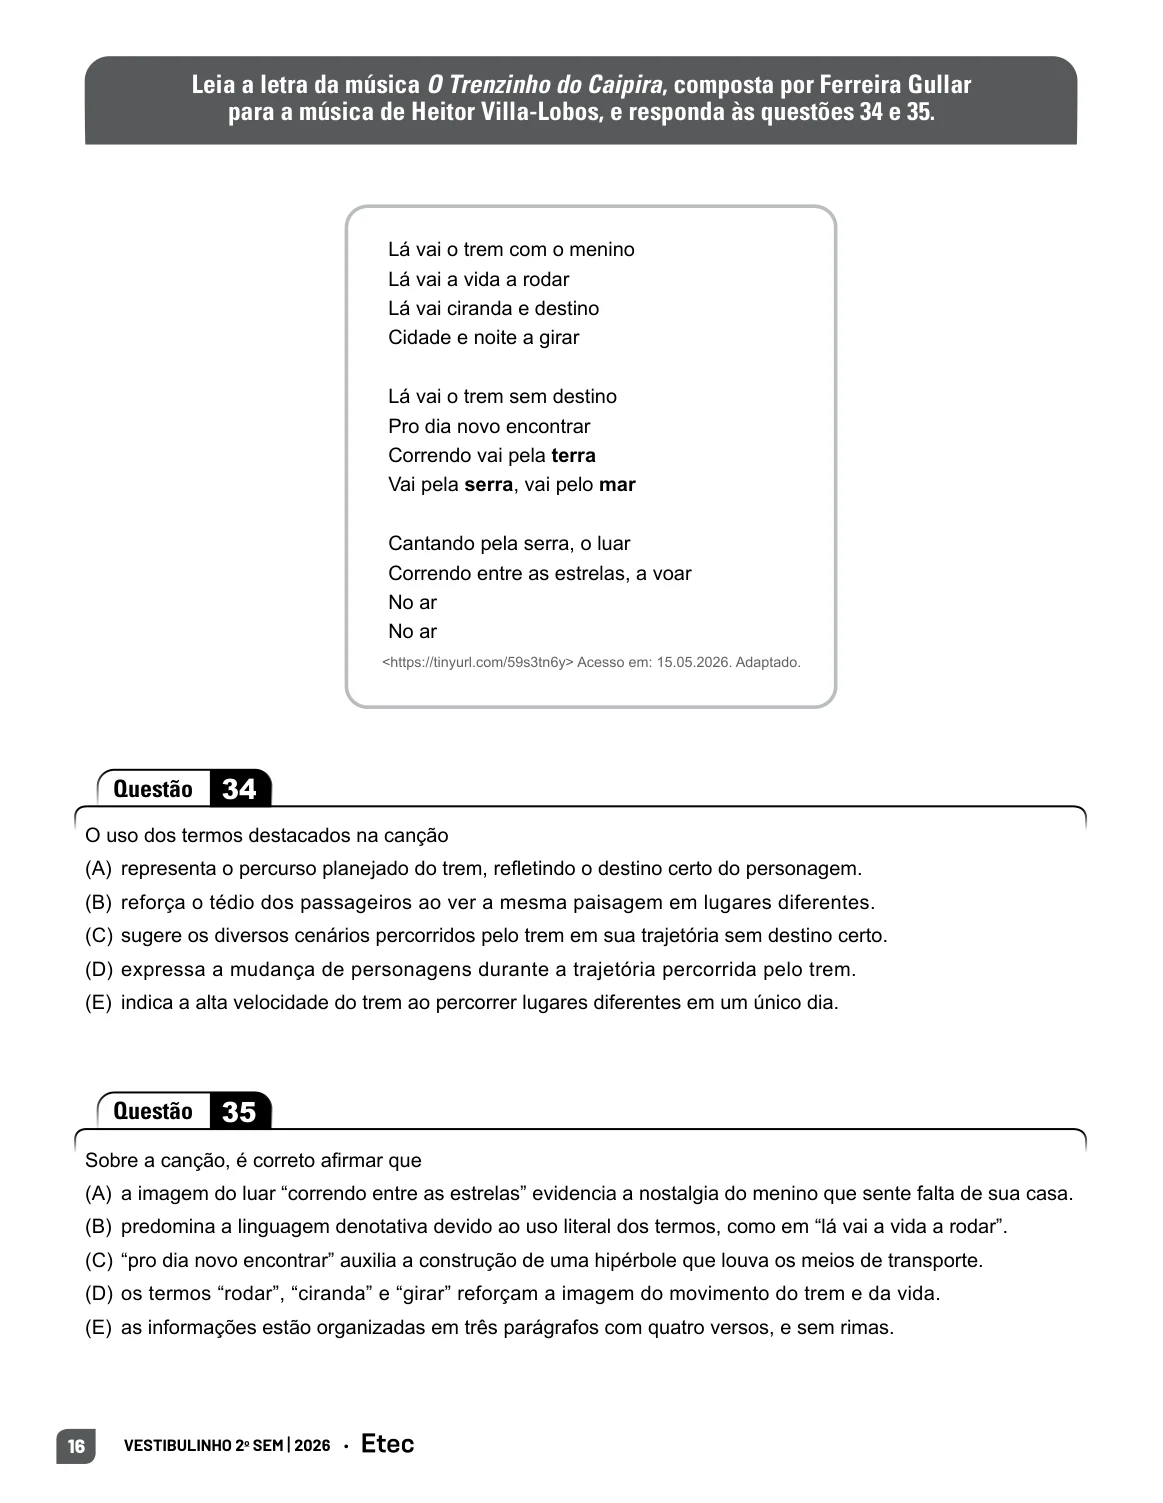 Leia a letra da música O Trenzinho do Caipira, composta por Ferreira Gullar
para a música de Heitor Villa-Lobos, e responda às questões 34 e 35.
Lá vai o trem com o menino
Lá vai a vida a rodar
Lá vai ciranda e destino
Cidade e noite a girar
Lá vai o trem sem destino
Pro dia novo encontrar
Correndo vai pela terra
Vai pela serra, vai pelo mar
Cantando pela serra, o luar
Correndo entre as estrelas, a voar
No ar
No ar
<https://tinyurl.com/59s3tn6y> Acesso em: 15.05.2026. Adaptado.
Questão 34
O uso dos termos destacados na canção
(A) representa o percurso planejado do trem, refletindo o destino certo do personagem.
(B) reforça o tédio dos passageiros ao ver a mesma paisagem em lugares diferentes.
(C) sugere os diversos cenários percorridos pelo trem em sua trajetória sem destino certo.
(D) expressa a mudança de personagens durante a trajetória percorrida pelo trem.
(E) indica a alta velocidade do trem ao percorrer lugares diferentes em um único dia.
Questão 35
Sobre a canção, é correto afirmar que
(A) a imagem do luar “correndo entre as estrelas” evidencia a nostalgia do menino que sente falta de sua casa.
(B) predomina a linguagem denotativa devido ao uso literal dos termos, como em “lá vai a vida a rodar”.
(C) “pro dia novo encontrar” auxilia a construção de uma hipérbole que louva os meios de transporte.
(D) os termos “rodar”, “ciranda” e “girar” reforçam a imagem do movimento do trem e da vida.
(E) as informações estão organizadas em três parágrafos com quatro versos, e sem rimas.
16 VESTIBULINHO 2º SEM | 2026 • Etec